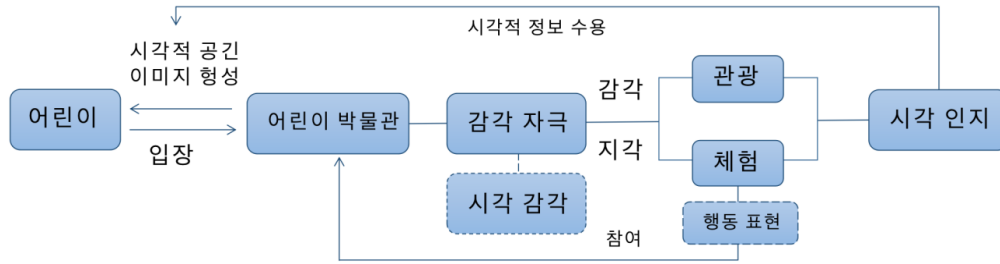 시각적 정보 수용
시각적 공긴
이미지 형성
어린이
입장
어린이 박물관
감각 자극
시각 감각
감각
지각
관광
체험
행동 표현
참여
시각 인지